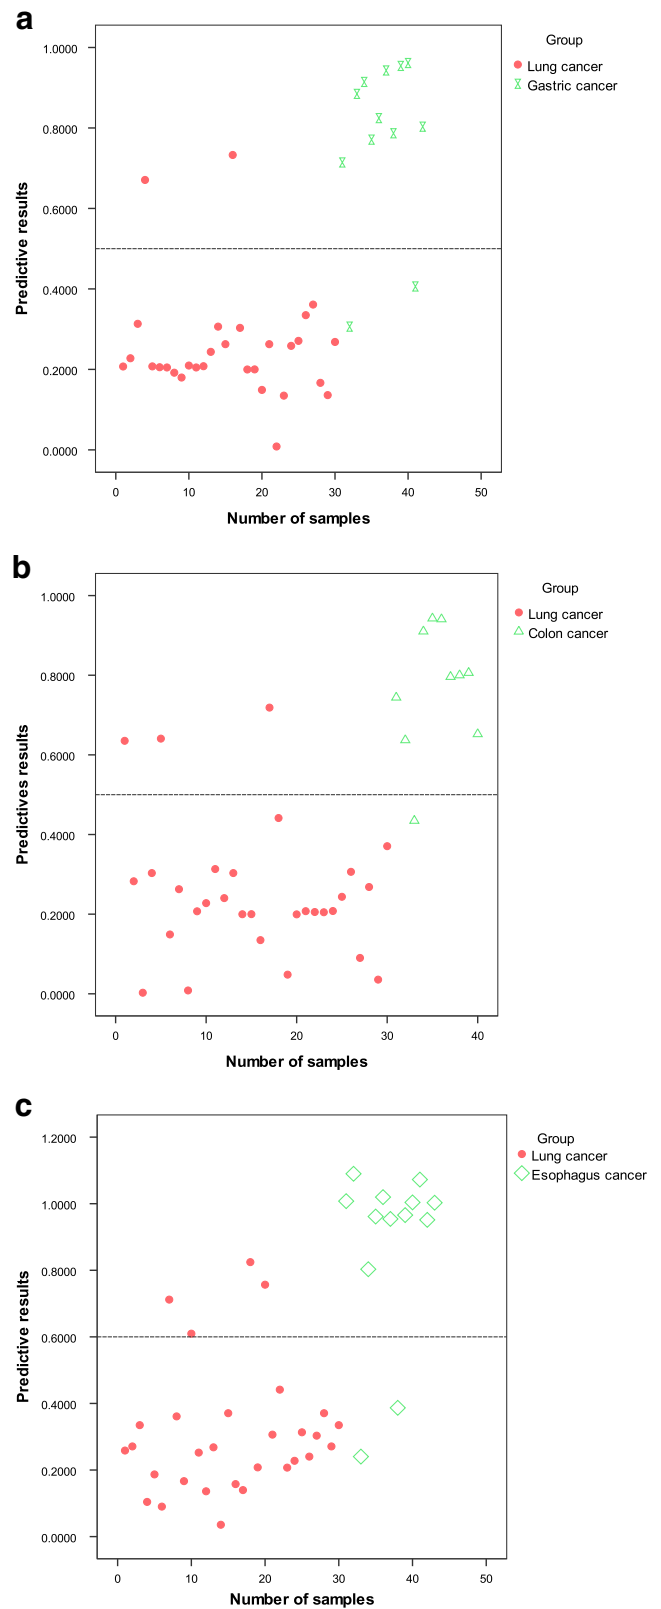 a
Group
Lung cancer
Gastric cancer
1.0000
0.8000
0.6000
0.4000
0.2000
0.0000
Predictive results
0 10 20 30 40 50
Number of samples
b
Group
Lung cancer
Colon cancer
1.0000
0.8000
0.6000
0.4000
0.2000
0.0000
Predictives results
0 10 20 30 40
Number of samples
c
Group
Lung cancer
Esophagus cancer
1.2000
1.0000
0.8000
0.6000
0.4000
0.2000
0.0000
Predictive results
0 10 20 30 40 50
Number of samples